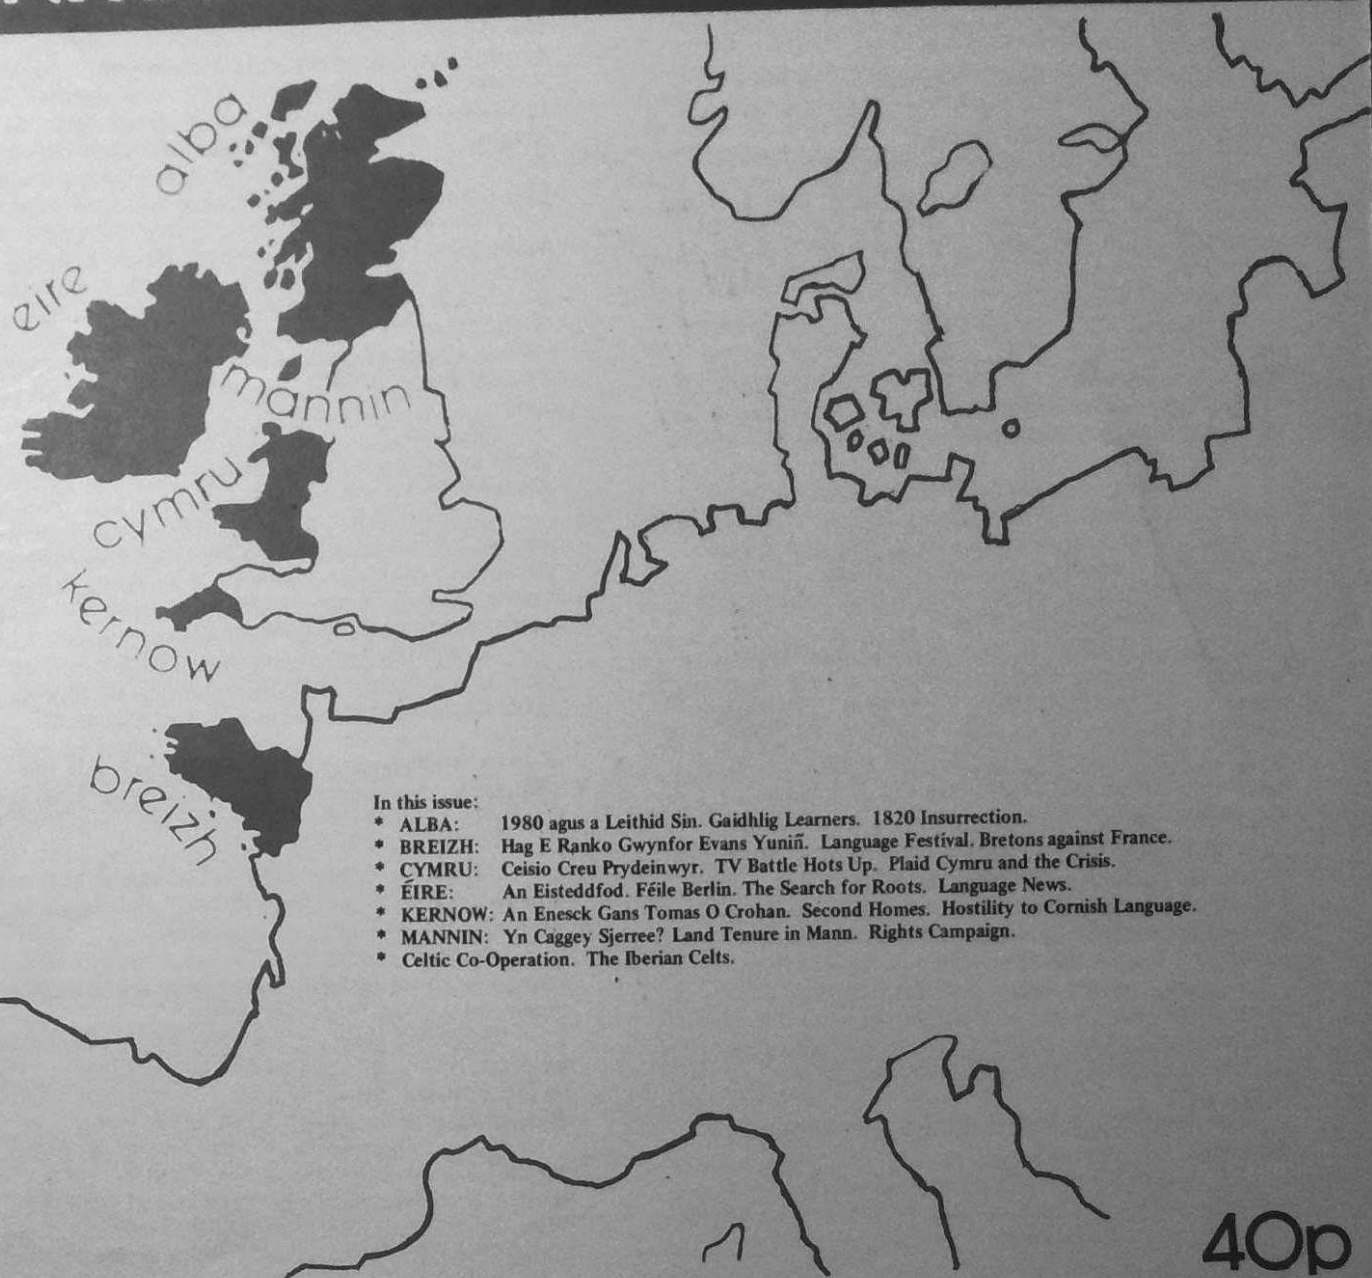 alba
eire
mannin
cymru
kernow
breizh
In this issue:
* ALBA: 1980 agus a Leithid Sin. Gaidhlig Learners. 1820 Insurrection.
* BREIZH: Hag E Ranko Gwynfor Evans Yuniñ. Language Festival. Bretons against France.
* CYMRU: Ceisio Creu Prydeinwyr. TV Battle Hots Up. Plaid Cymru and the Crisis.
* ÉIRE: An Eisteddfod. Féile Berlin. The Search for Roots. Language News.
* KERNOW: An Enesck Gans Tomas O Crohan. Second Homes. Hostility to Cornish Language.
* MANNIN: Yn Caggey Sjerree? Land Tenure in Mann. Rights Campaign.
* Celtic Co-Operation. The Iberian Celts.
40p